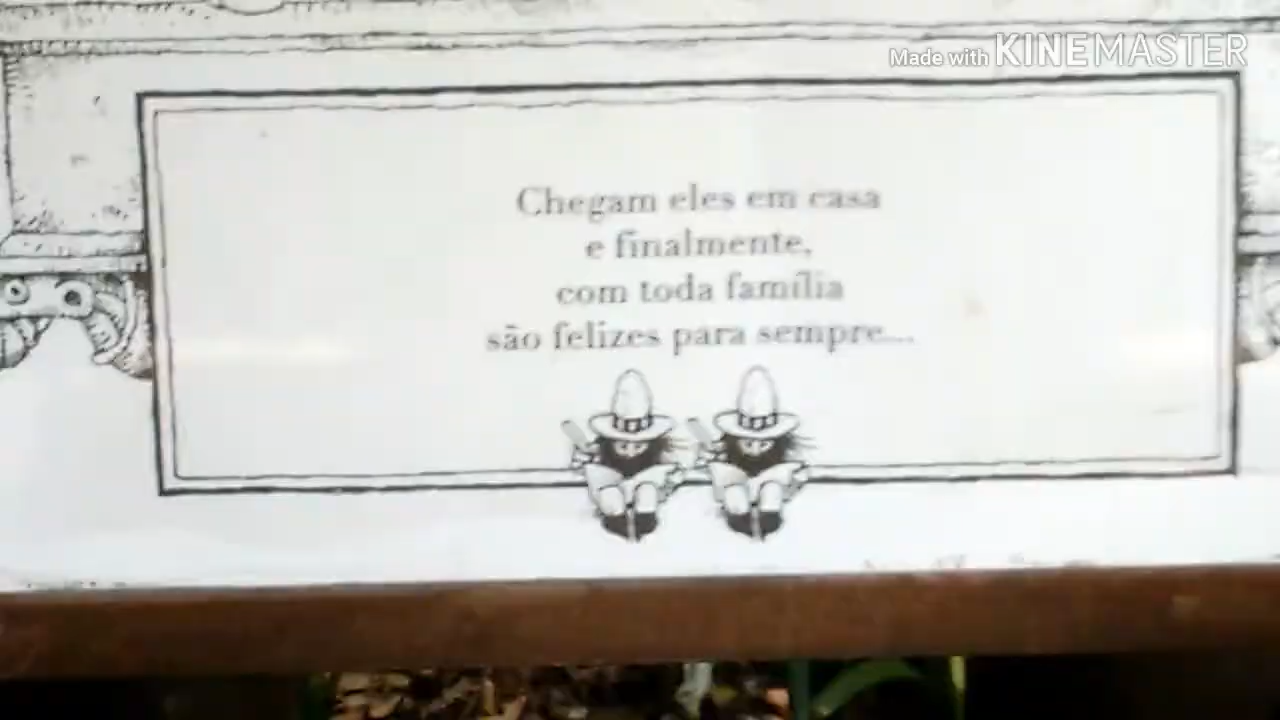 Made with KINEMASTER
Chegam eles em casa
e finalmente,
com toda família
são felizes para sempre...